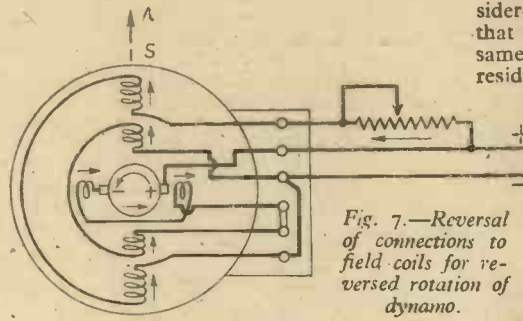 sider
that
same
resid
A
S
- +
+
Fig. 7.—Reversal
of connections to
field coils for re-
versed rotation of
dynamo.